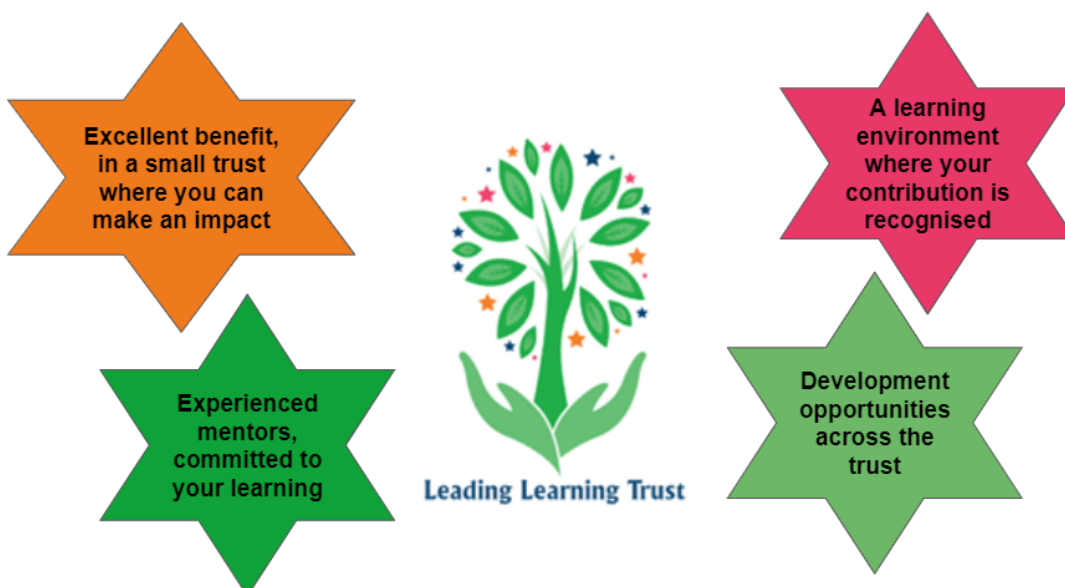 Excellent benefit,
in a small trust
where you can
make an impact
A learning
environment
where your
contribution is
recognised
Experienced
mentors,
committed to
your learning
Development
opportunities
across the
trust
Leading Learning Trust